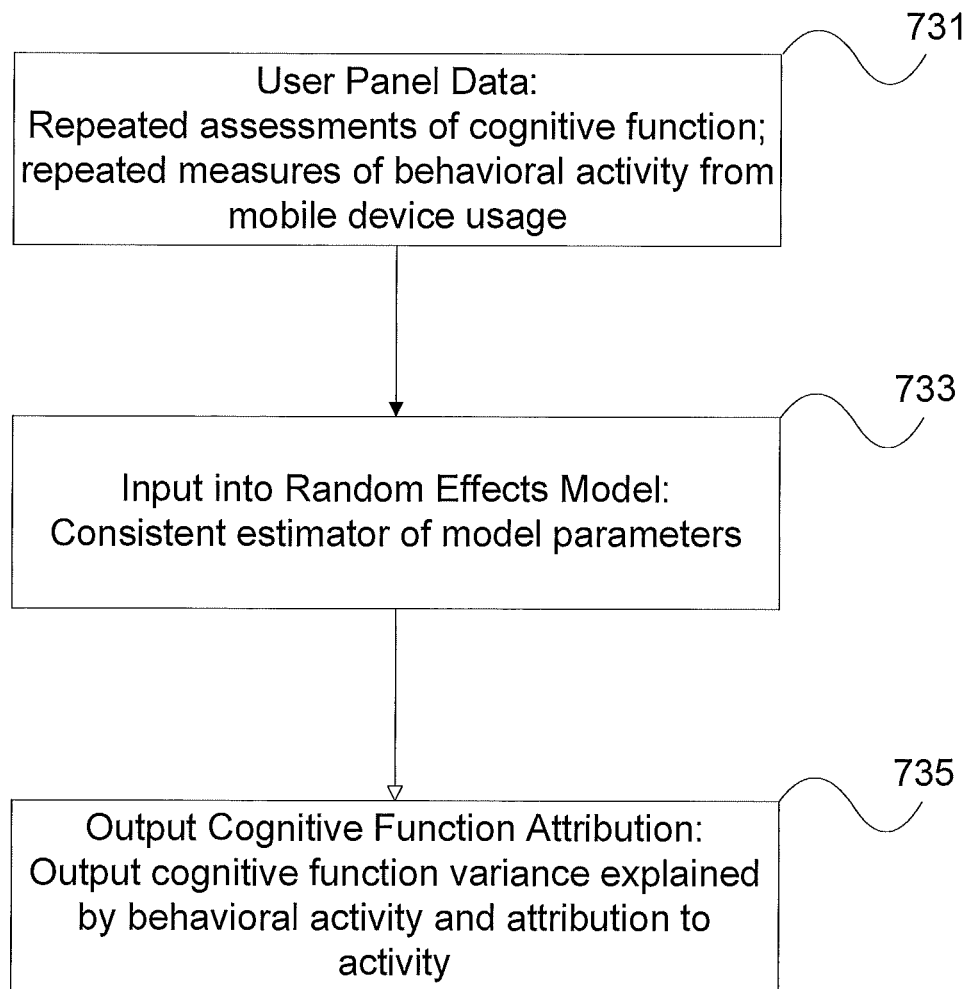 731
User Panel Data:
Repeated assessments of cognitive function;
repeated measures of behavioral activity from
mobile device usage
733
Input into Random Effects Model:
Consistent estimator of model parameters
735
Output Cognitive Function Attribution:
Output cognitive function variance explained
by behavioral activity and attribution to
activity